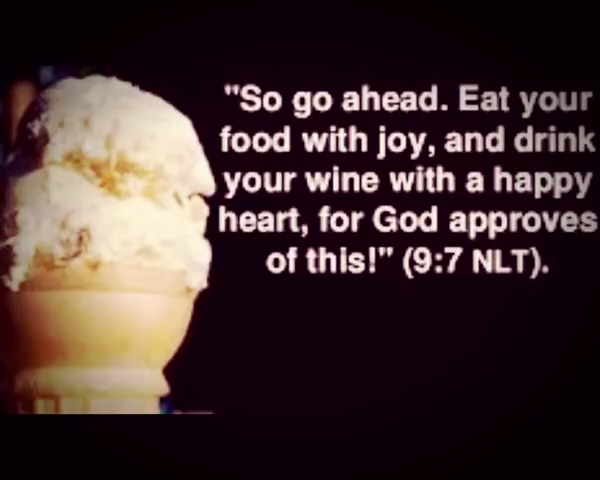 "So go ahead. Eat your
food with joy, and drink
your wine with a happy
heart, for God approves
of this!" (9:7 NLT).